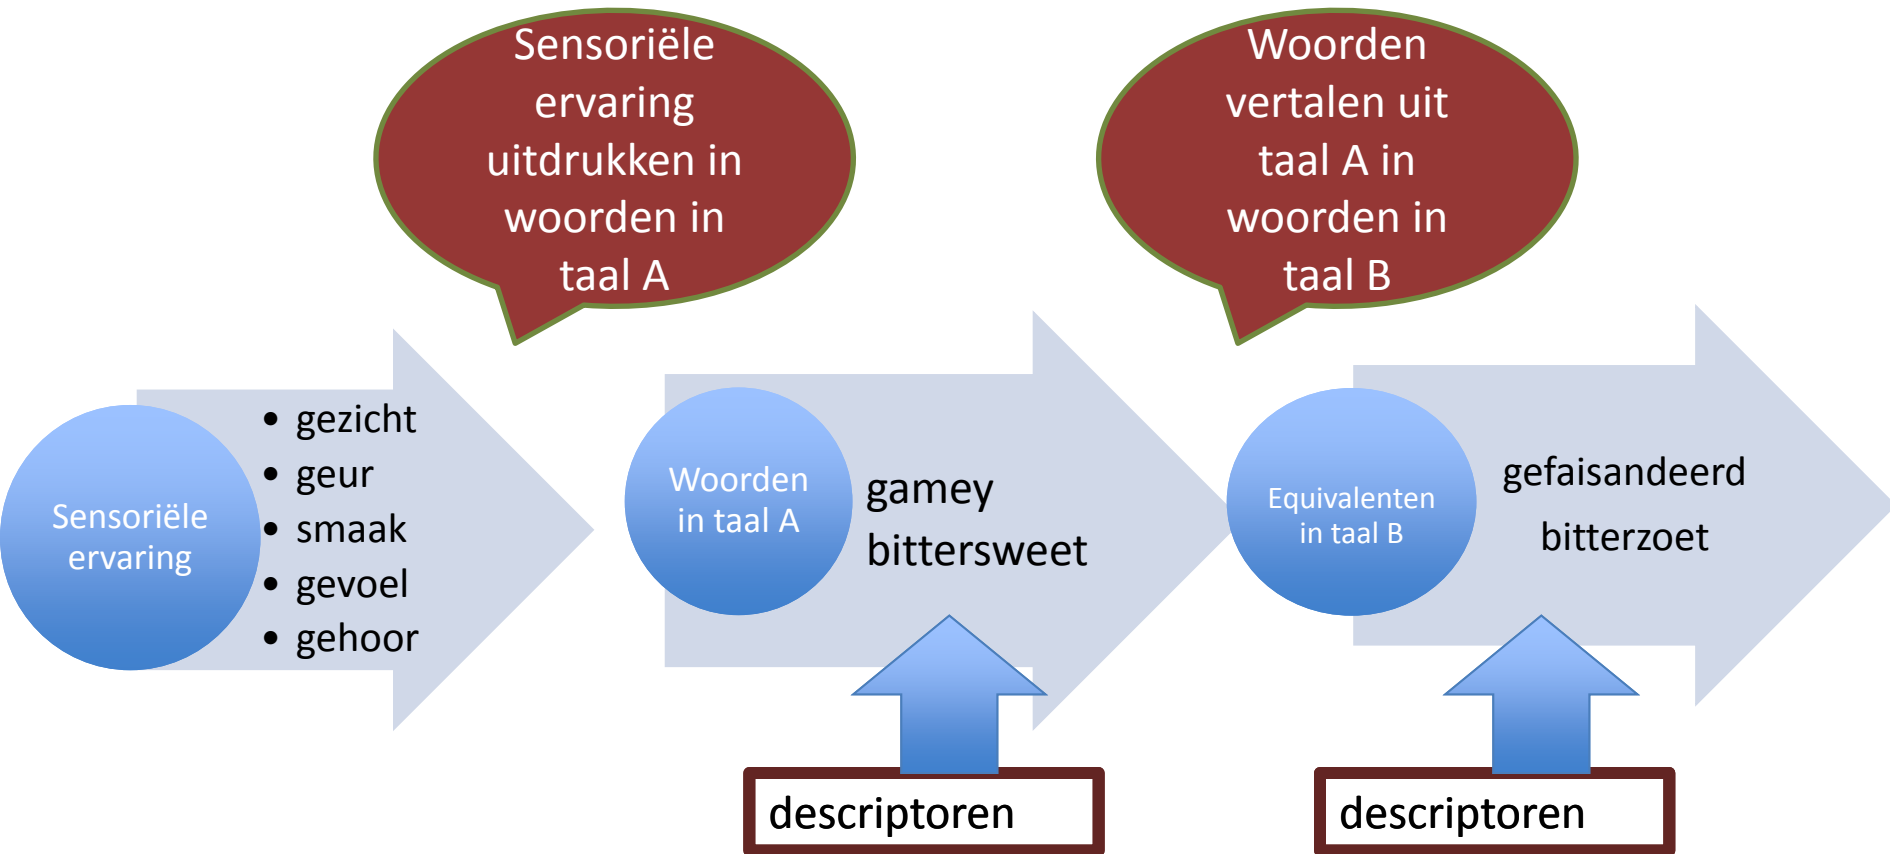 Sensoriële
ervaring
uitdrukken in
woorden in
taal A
Woorden
vertalen uit
taal A in
woorden in
taal B
Sensoriële
ervaring
• gezicht
• geur
• smaak
• gevoel
• gehoor
Woorden
in taal A
gamey
bittersweet
Equivalenten
in taal B
gefaisandeerd
bitterzoet
descriptoren
descriptoren